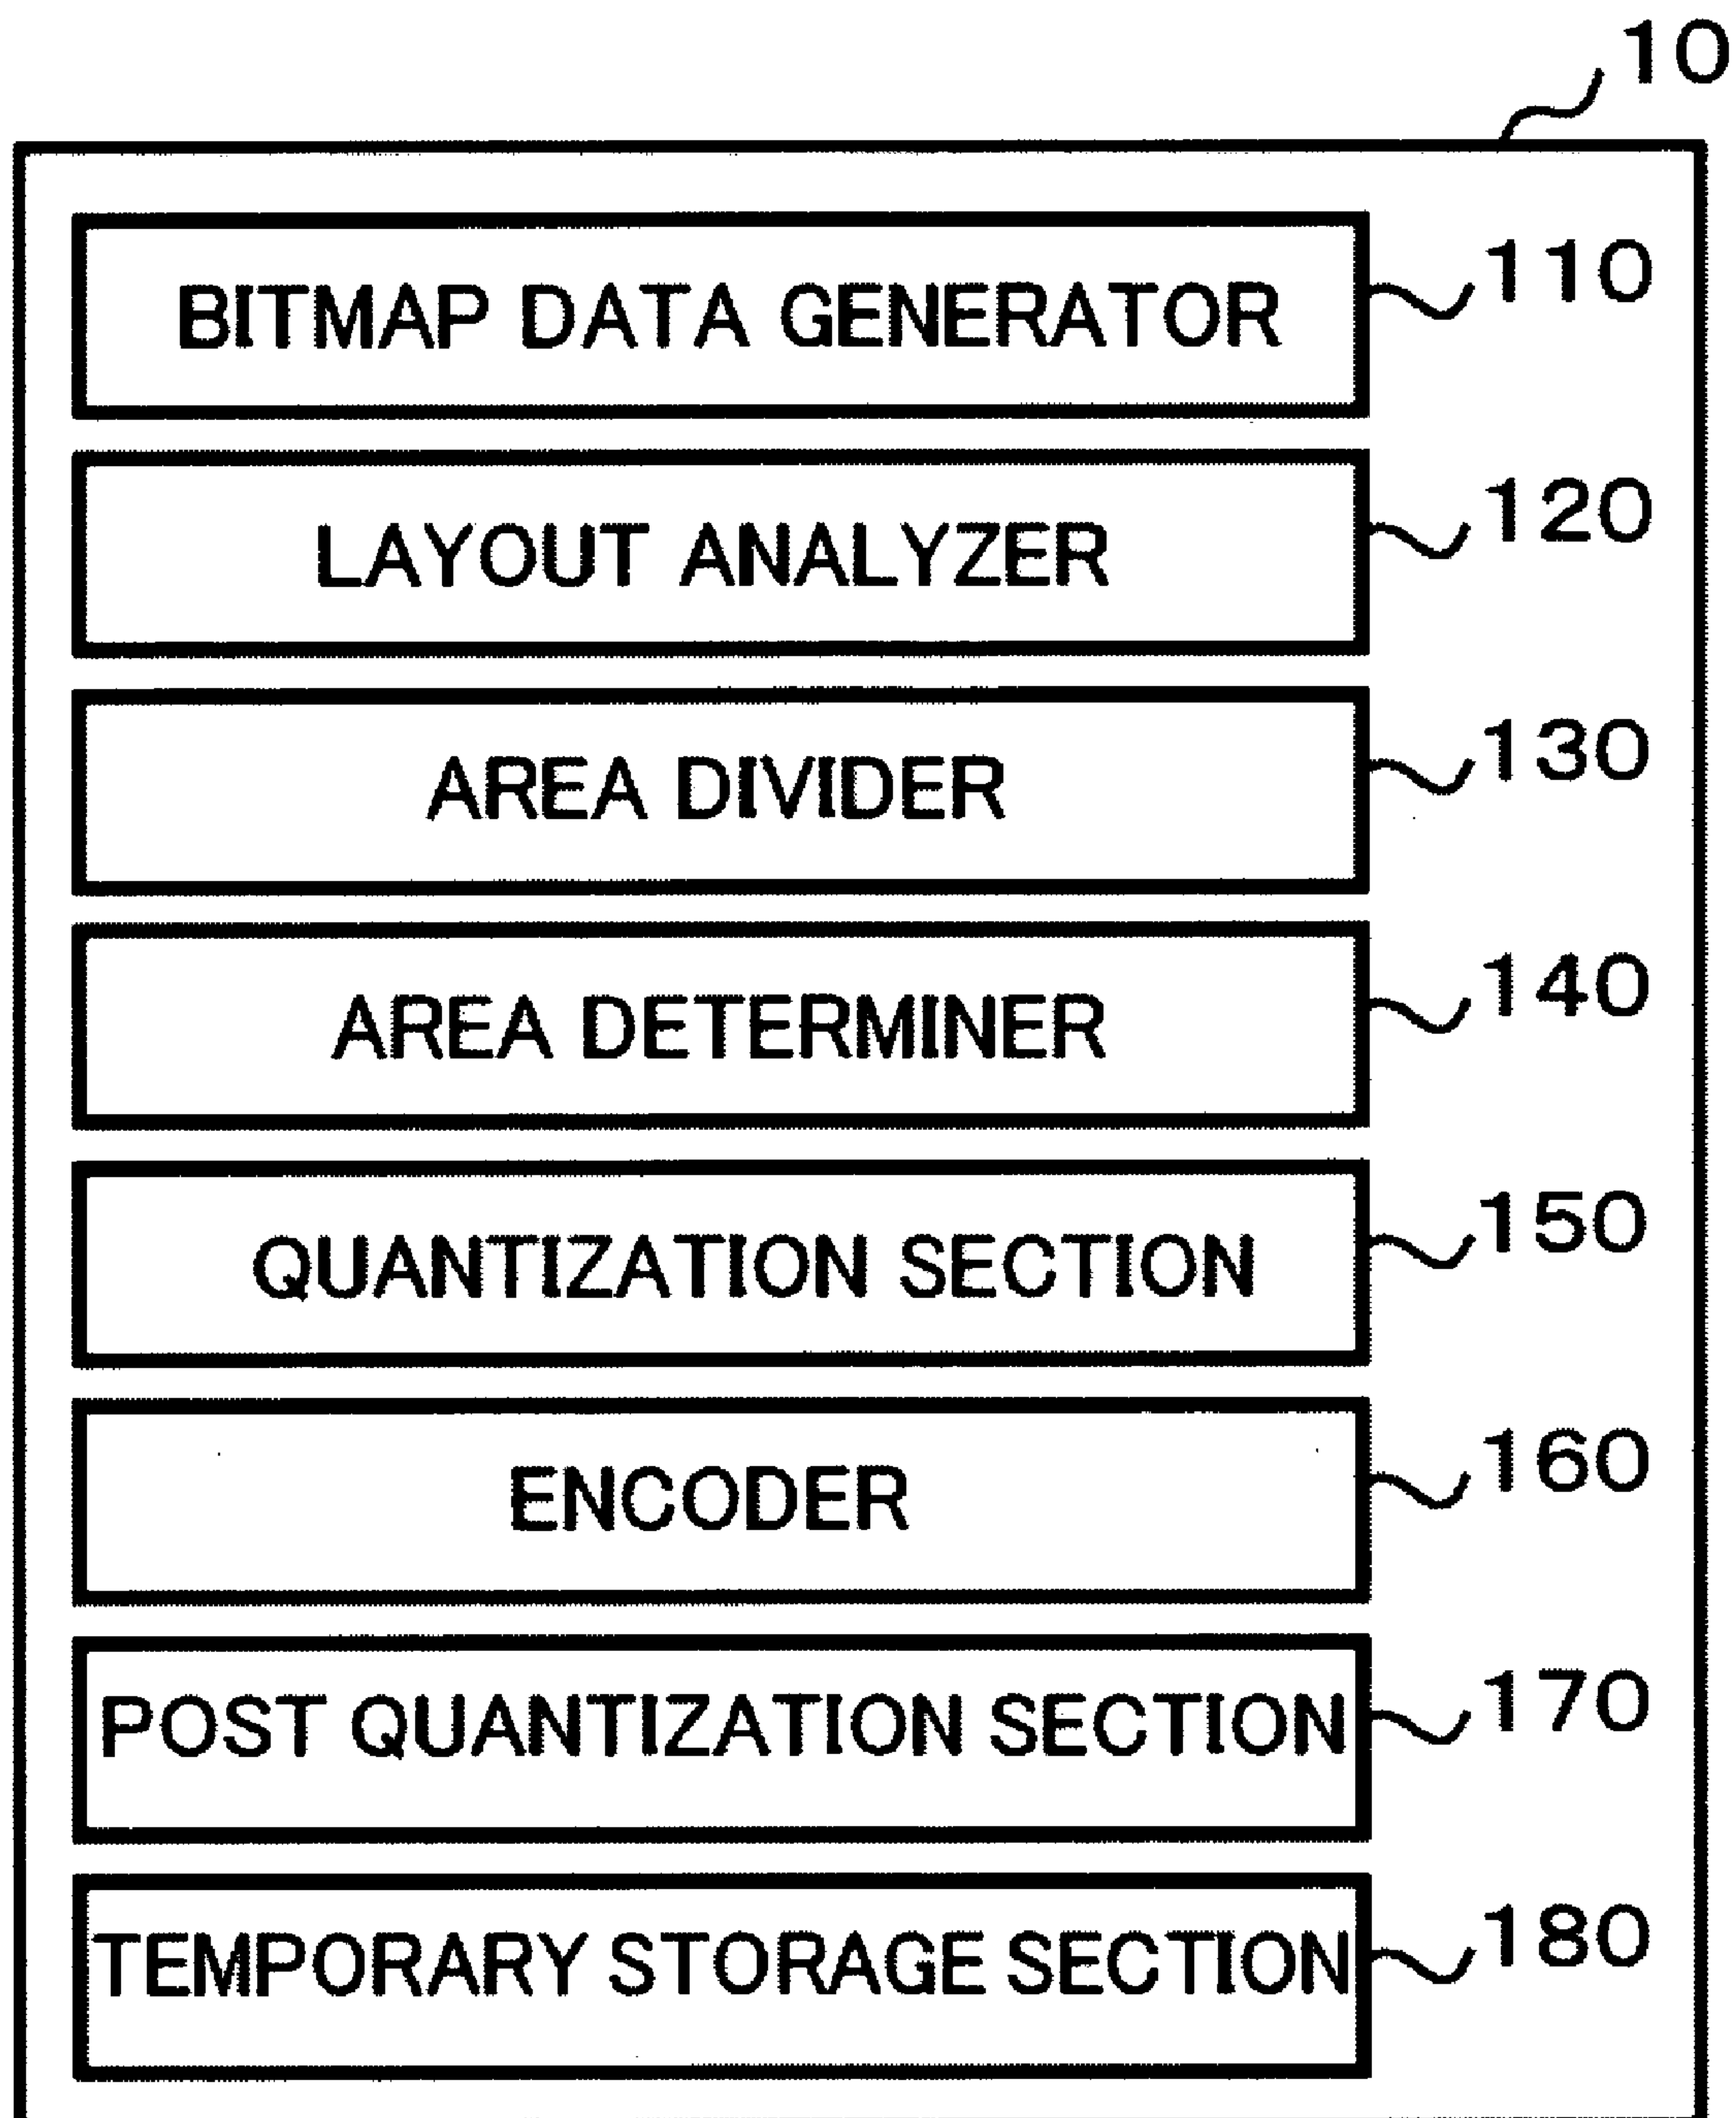 10
BITMAP DATA GENERATOR 110
LAYOUT ANALYZER 120
AREA DIVIDER 130
AREA DETERMINER 140
QUANTIZATION SECTION 150
ENCODER 160
POST QUANTIZATION SECTION 170
TEMPORARY STORAGE SECTION 180